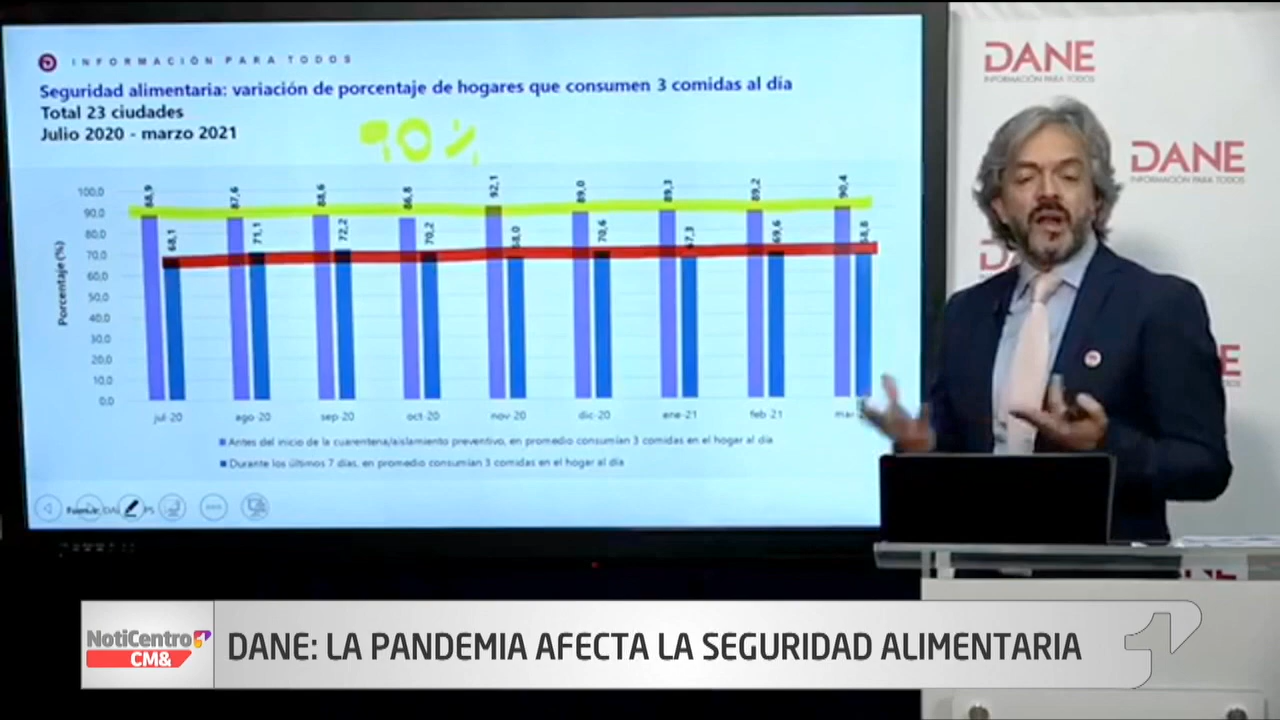 INFORMACIÓN PARA TODOS
Seguridad alimentaria: variación de porcentaje de hogares que consumen 3 comidas al día
Total 23 ciudades
Julio 2020 - marzo 2021
90%
Porcentaje (%)
100,0
90,0
80,0
70,0
60,0
50,0
40,0
30,0
20,0
10,0
0,0
88,9 87,6 88,6 86,8 92,1 89,0 89,3 89,2 90,4
68,1 71,1 72,2 70,2 70,6 69,6
jul-20 ago-20 sep-20 oct-20 nov-20 dic-20 ene-21 feb-21
Antes del inicio de la cuarentena/aislamiento preventivo, en promedio consumían 3 comidas en el hogar al día
Durante los últimos 7 días, en promedio consumían 3 comidas en el hogar al día
DANE
INFORMACIÓN PARA TODOS
DANE
INFORMACIÓN PARA TODOS
NotiCentro 1
CM&
DANE: LA PANDEMIA AFECTA LA SEGURIDAD ALIMENTARIA
1